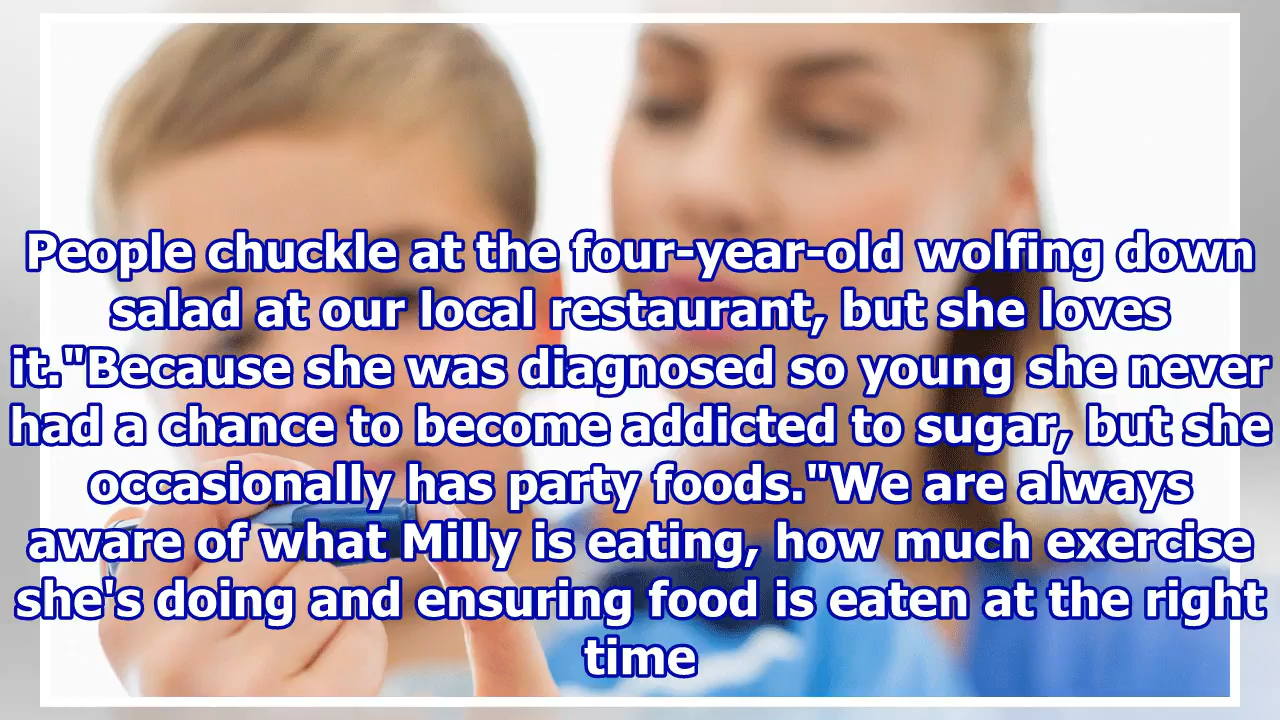 People chuckle at the four-year-old wolfing down
salad at our local restaurant, but she loves
it."Because she was diagnosed so young she never
had a chance to become addicted to sugar, but she
occasionally has party foods."We are always
aware of what Milly is eating, how much exercise
she's doing and ensuring food is eaten at the right
time